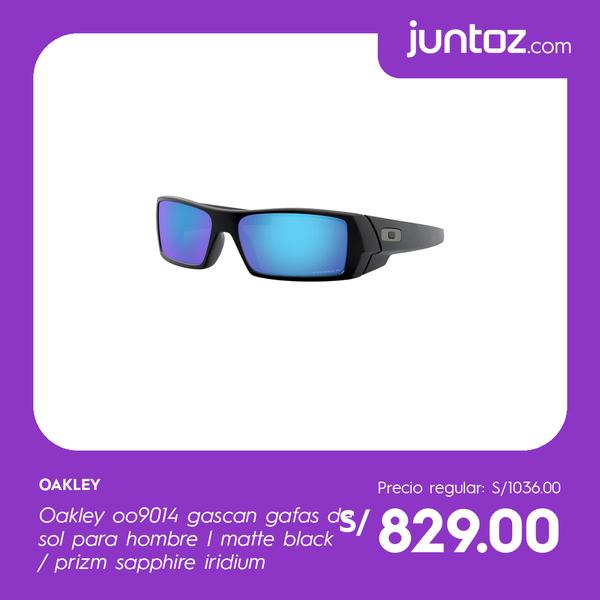 juntoz.com
OAKLEY
Oakley oo9014 gascan gafas de
sol para hombre | matte black
/ prizm sapphire iridium
Precio regular: S/1036.00
S/ 829.00